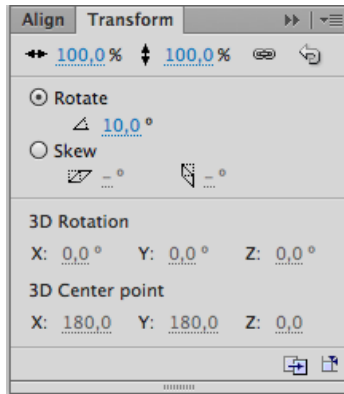 Align Transform
100,0 % 100,0 %
Rotate
10,0 °
Skew
– ° – °
3D Rotation
X: 0,0 ° Y: 0,0 ° Z: 0,0 °
3D Center point
X: 180,0 Y: 180,0 Z: 0,0